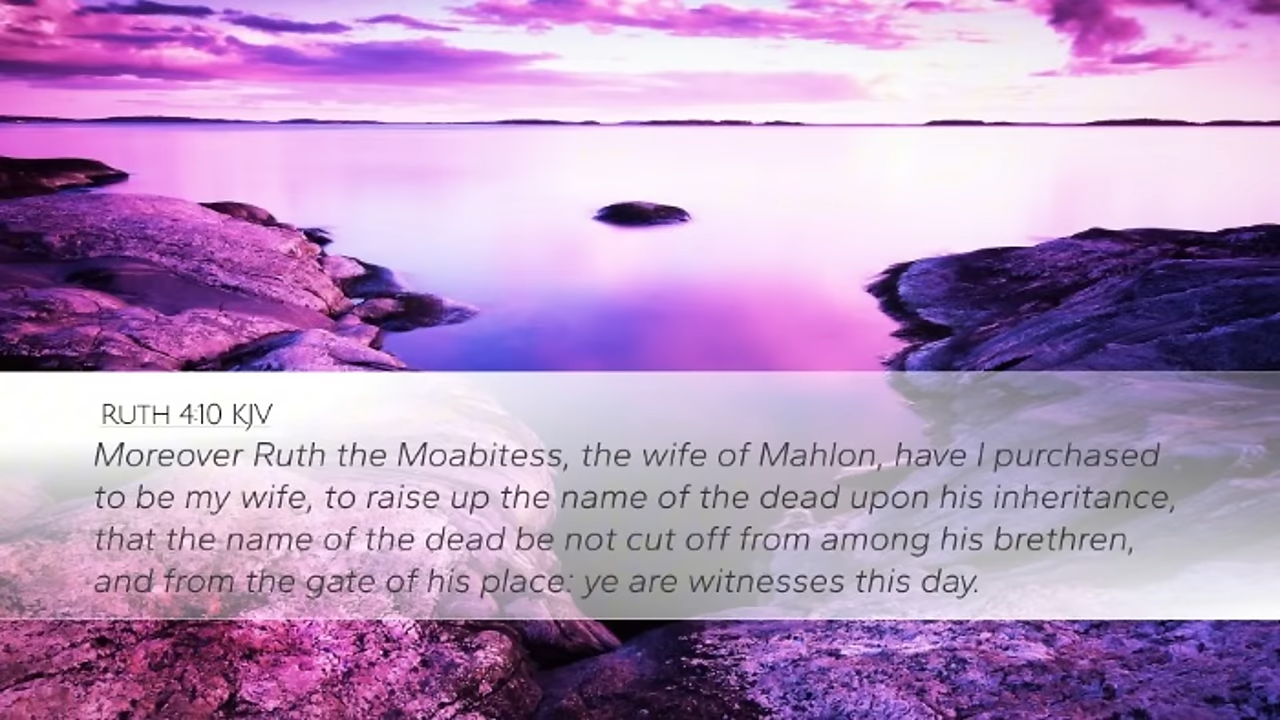 RUTH 4:10 KJV
Moreover Ruth the Moabitess, the wife of Mahlon, have I purchased
to be my wife, to raise up the name of the dead upon his inheritance,
that the name of the dead be not cut off from among his brethren,
and from the gate of his place: ye are witnesses this day.